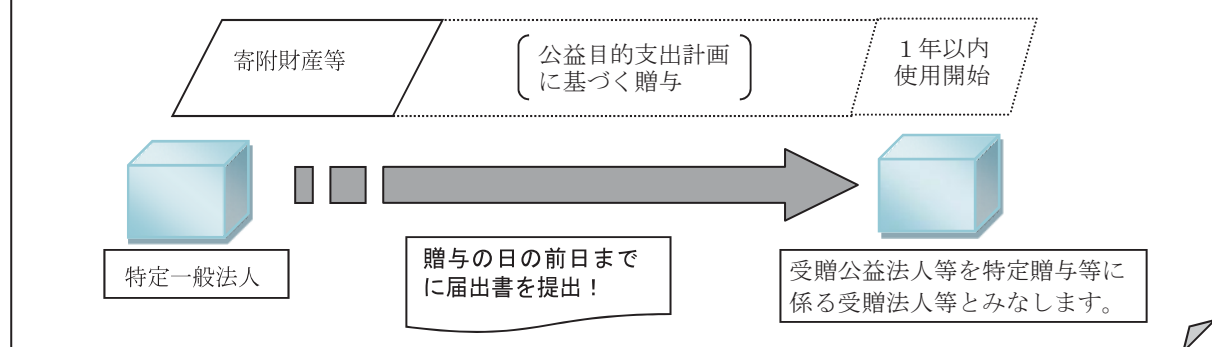 寄附財産等
公益目的支出計画
に基づく贈与
１年以内
使用開始
特定一般法人
贈与の日の前日まで
に届出書を提出！
受贈公益法人等を特定贈与等に
係る受贈法人等とみなします。